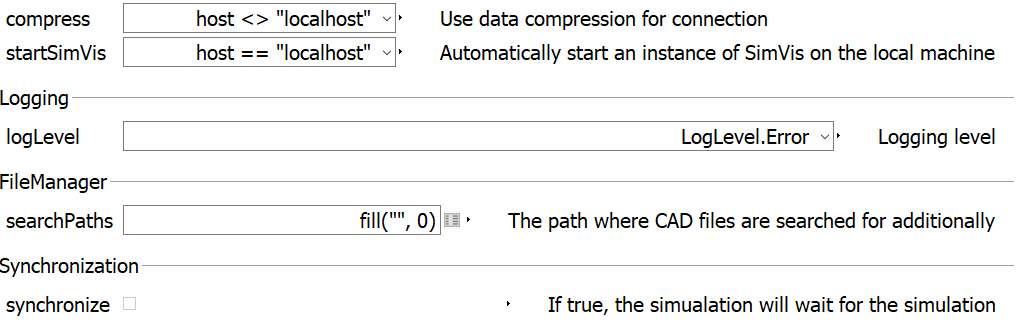 compress host <> "localhost" Use data compression for connection
startSimVis host == "localhost" Automatically start an instance of SimVis on the local machine
Logging
logLevel LogLevel.Error Logging level
FileManager
searchPaths fill("", 0) The path where CAD files are searched for additionally
Synchronization
synchronize If true, the simualation will wait for the simulation